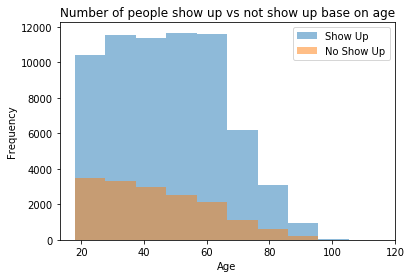 Number of people show up vs not show up base on age
Show Up
No Show Up
12000
10000
8000
6000
4000
2000
0
Frequency
20
40
60
80
100
120
Age